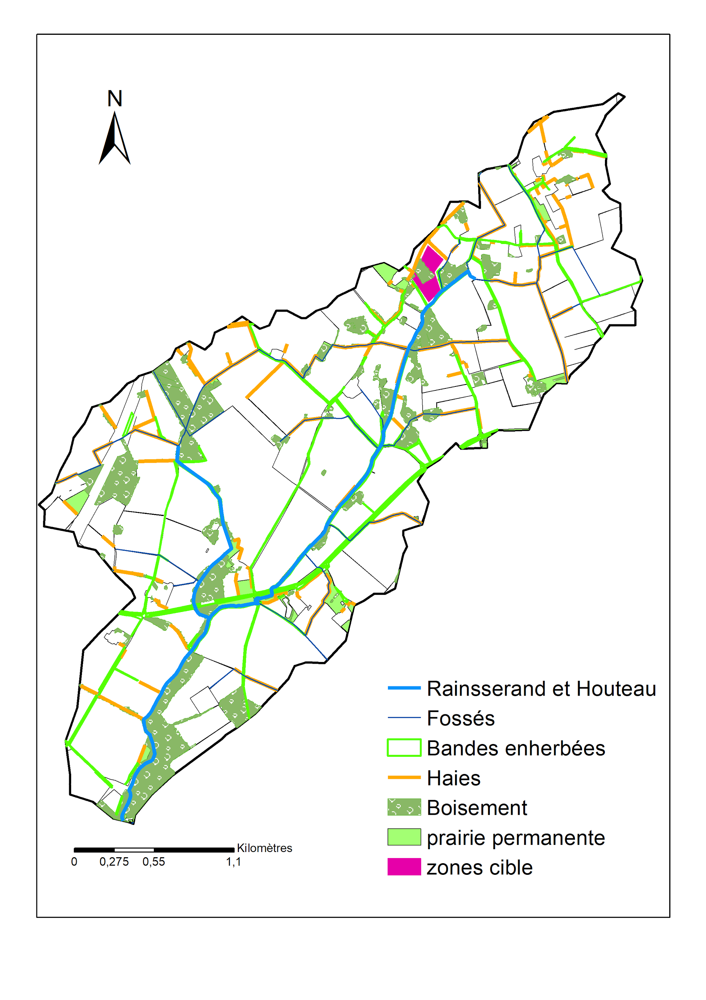 N
Rainsserand et Houteau
Fossés
Bandes enherbées
Haies
Boisement
prairie permanente
zones cible
Kilomètres
0 0,275 0,55 1,1